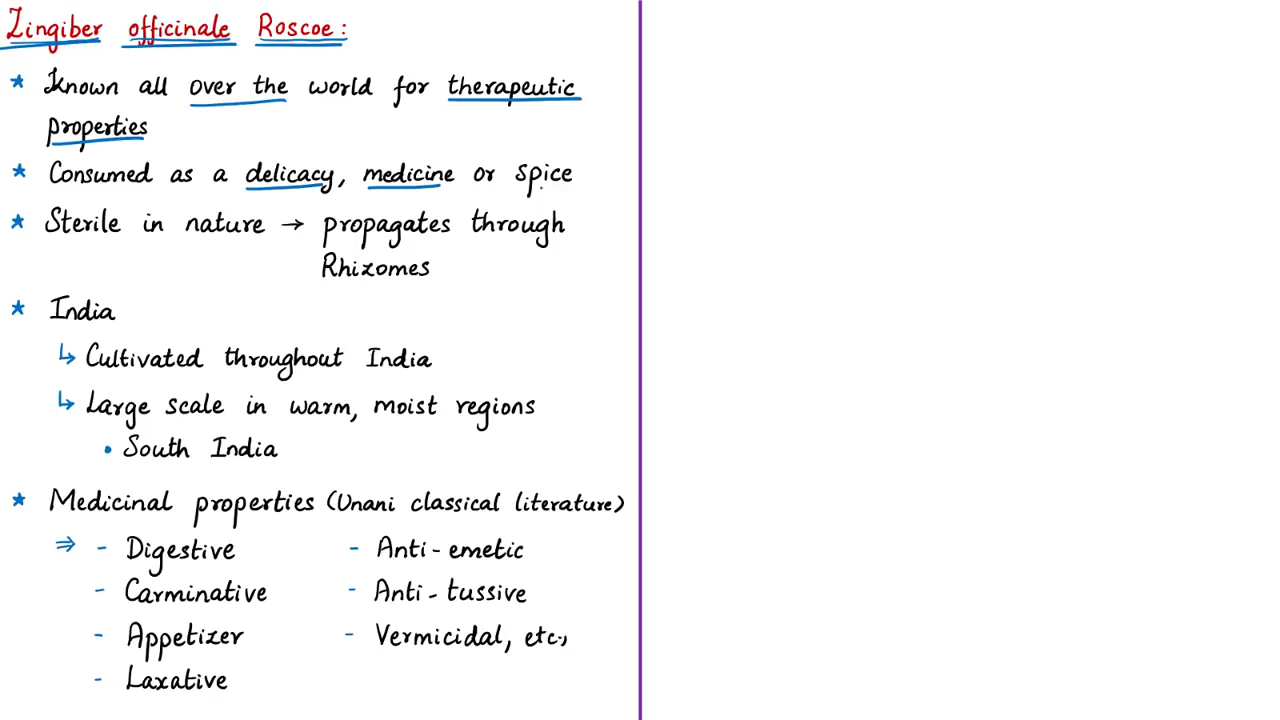 Zingiber officinale Roscoe:
* Known all over the world for therapeutic
properties
* Consumed as a delicacy, medicine or spice
* Sterile in nature → propagates through
Rhizomes
* India
↳ Cultivated throughout India
↳ Large scale in warm, moist regions
• South India
* Medicinal properties (Unani classical literature)
⇒ - Digestive - Anti-emetic
- Carminative - Anti-tussive
- Appetizer - Vermicidal, etc.,
- Laxative